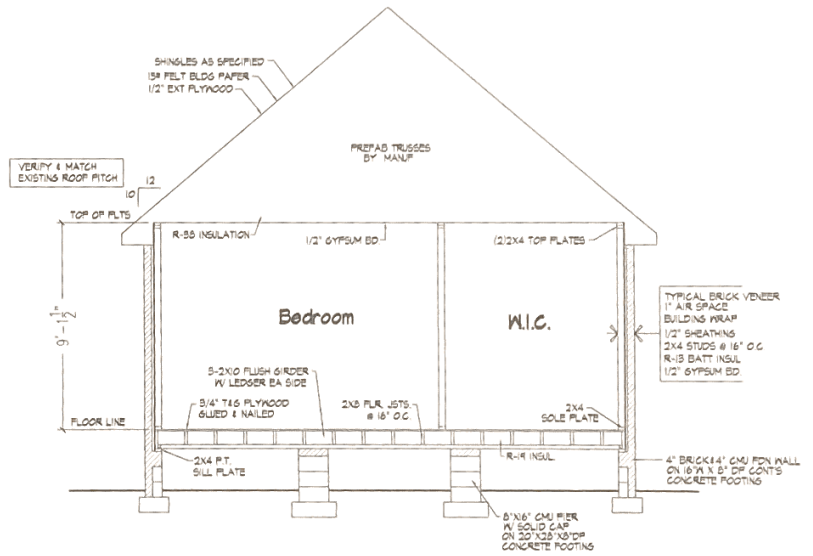 SHINGLES AS SPECIFIED
15# FELT BLDG PAPER
1/2" EXT PLYWOOD
PREFAB TRUSSES
BY MANUF
VERIFY & MATCH
EXISTING ROOF PITCH
12
10
TOP OF PLTS
R-38 INSULATION
1/2" GYPSUM BD
(2)2X4 TOP PLATES
9'-1 1/2"
Bedroom
W.I.C.
TYPICAL BRICK VENEER
1" AIR SPACE
BUILDING WRAP
1/2" SHEATHING
2X4 STUDS @ 16" O.C
R-13 BATT INSUL
1/2" GYPSUM BD.
3-2X10 FLUSH GIRDER
W/ LEDGER EA SIDE
3/4" T&G PLYWOOD
GLUED & NAILED
2X8 FLR. JSTS.
@ 16" O.C.
2X4
SOLE PLATE
FLOOR LINE
2X4 P.T.
SILL PLATE
R-19 INSUL.
4" BRICK&4" CMU FDN WALL
ON 16"W X 8" DP CONT'S
CONCRETE FOOTING
8"X16" CMU PIER
W/ SOLID CAP
ON 20"X28"X8"DP
CONCRETE FOOTING